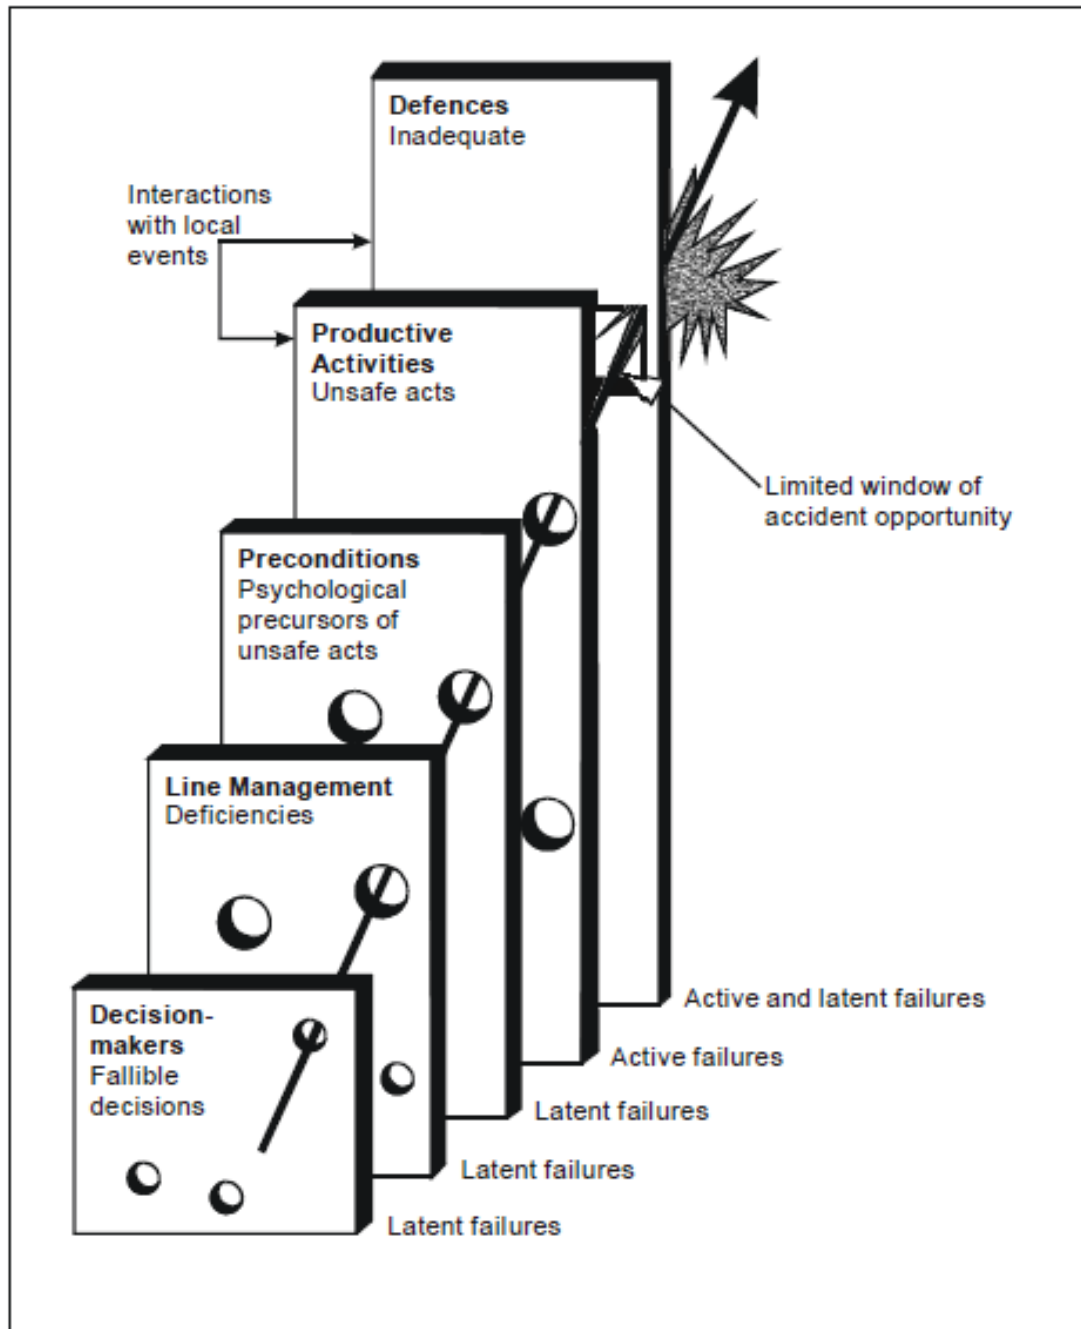 Defences
Inadequate
Interactions
with local
events
Productive
Activities
Unsafe acts
Limited window of
accident opportunity
Preconditions
Psychological
precursors of
unsafe acts
Line Management
Deficiencies
Decision-
makers
Fallible
decisions
Active and latent failures
Active failures
Latent failures
Latent failures
Latent failures